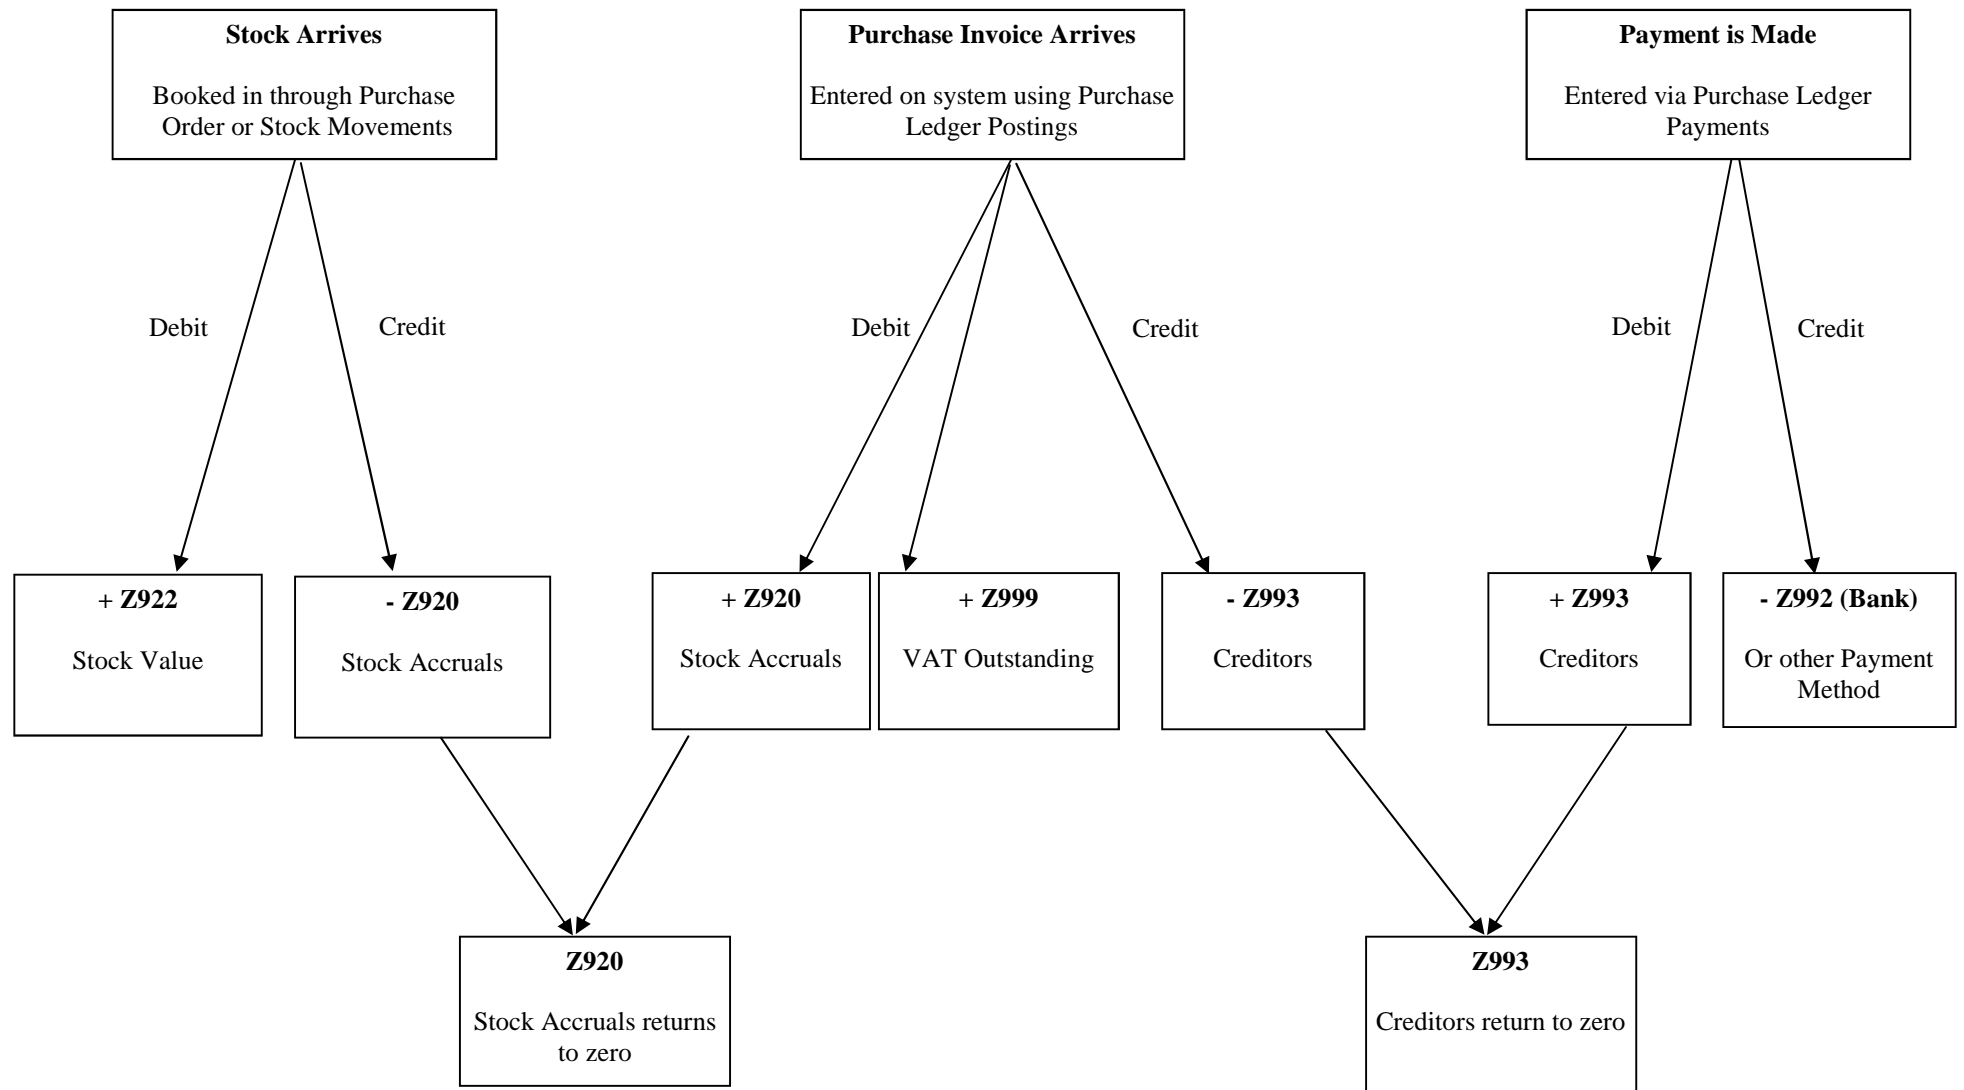 Stock Arrives
Booked in through Purchase
Order or Stock Movements
Purchase Invoice Arrives
Entered on system using Purchase
Ledger Postings
Payment is Made
Entered via Purchase Ledger
Payments
Debit
Credit
Debit
Credit
Debit
Credit
+ Z922
Stock Value
- Z920
Stock Accruals
+ Z920
Stock Accruals
+ Z999
VAT Outstanding
- Z993
Creditors
+ Z993
Creditors
- Z992 (Bank)
Or other Payment
Method
Z920
Stock Accruals returns
to zero
Z993
Creditors return to zero